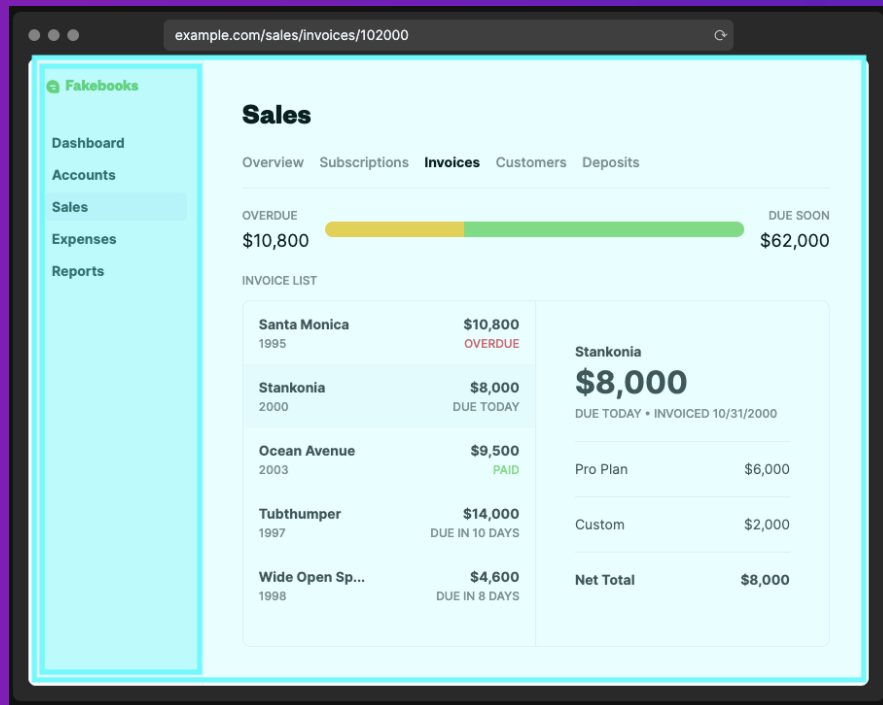 example.com/sales/invoices/102000
Fakebooks
Dashboard
Accounts
Sales
Expenses
Reports
Sales
Overview Subscriptions Invoices Customers Deposits
OVERDUE
$10,800
DUE SOON
$62,000
INVOICE LIST
Santa Monica $10,800
1995 OVERDUE
Stankonia $8,000
2000 DUE TODAY
Ocean Avenue $9,500
2003 PAID
Tubthumper $14,000
1997 DUE IN 10 DAYS
Wide Open Sp... $4,600
1998 DUE IN 8 DAYS
Stankonia
$8,000
DUE TODAY • INVOICED 10/31/2000
Pro Plan $6,000
Custom $2,000
Net Total $8,000